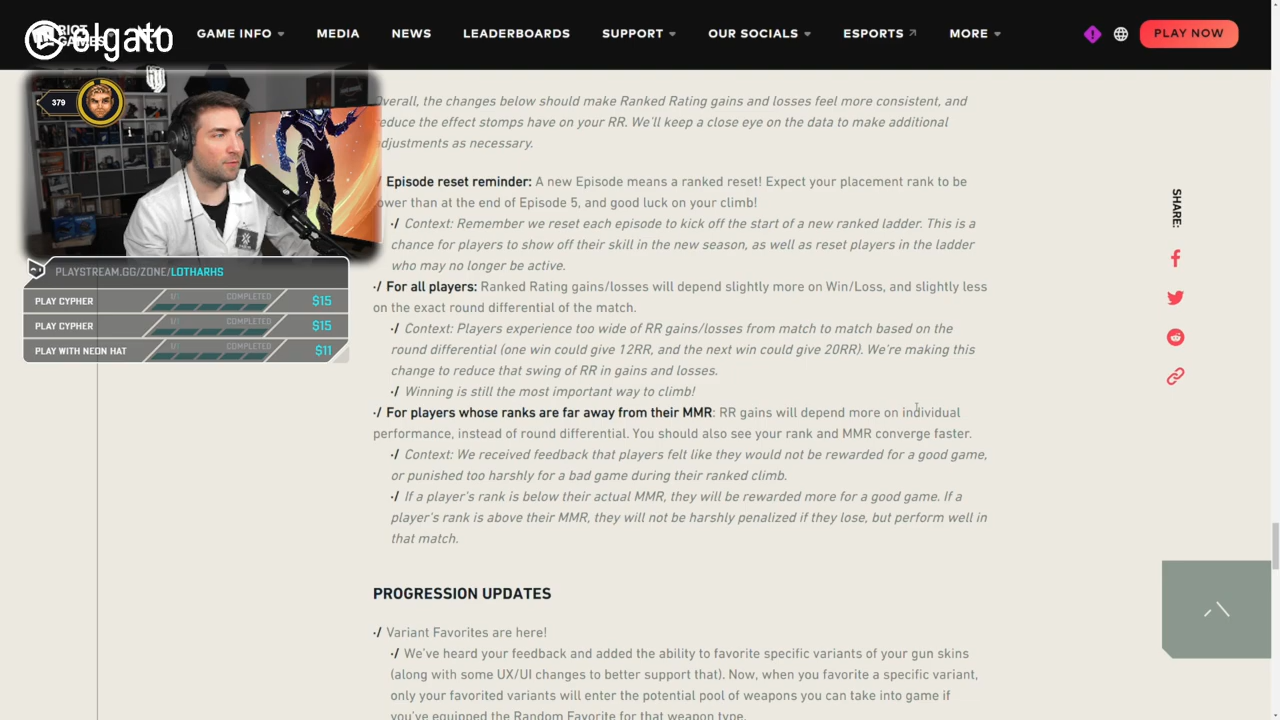 RIOT
GAMES
elgato
GAME INFO
MEDIA
NEWS
LEADERBOARDS
SUPPORT
OUR SOCIALS
ESPORTS
MORE
PLAY NOW
379
PLAYSTREAM.GG/ZONE/LOTHARHS
PLAY CYPHER COMPLETED $15
PLAY CYPHER COMPLETED $15
PLAY WITH NEON HAT COMPLETED $11
Overall, the changes below should make Ranked Rating gains and losses feel more consistent, and
reduce the effect stomps have on your RR. We'll keep a close eye on the data to make additional
adjustments as necessary.
Episode reset reminder: A new Episode means a ranked reset! Expect your placement rank to be
lower than at the end of Episode 5, and good luck on your climb!
·/ Context: Remember we reset each episode to kick off the start of a new ranked ladder. This is a
chance for players to show off their skill in the new season, as well as reset players in the ladder
who may no longer be active.
·/ For all players: Ranked Rating gains/losses will depend slightly more on Win/Loss, and slightly less
on the exact round differential of the match.
·/ Context: Players experience too wide of RR gains/losses from match to match based on the
round differential (one win could give 12RR, and the next win could give 20RR). We're making this
change to reduce that swing of RR in gains and losses.
·/ Winning is still the most important way to climb!
·/ For players whose ranks are far away from their MMR: RR gains will depend more on individual
performance, instead of round differential. You should also see your rank and MMR converge faster.
·/ Context: We received feedback that players felt like they would not be rewarded for a good game,
or punished too harshly for a bad game during their ranked climb.
·/ If a player's rank is below their actual MMR, they will be rewarded more for a good game. If a
player's rank is above their MMR, they will not be harshly penalized if they lose, but perform well in
that match.
PROGRESSION UPDATES
·/ Variant Favorites are here!
·/ We've heard your feedback and added the ability to favorite specific variants of your gun skins
(along with some UX/UI changes to better support that). Now, when you favorite a specific variant,
only your favorited variants will enter the potential pool of weapons you can take into game if
you've equipped the Random Favorite for that weapon type.
SHARE: